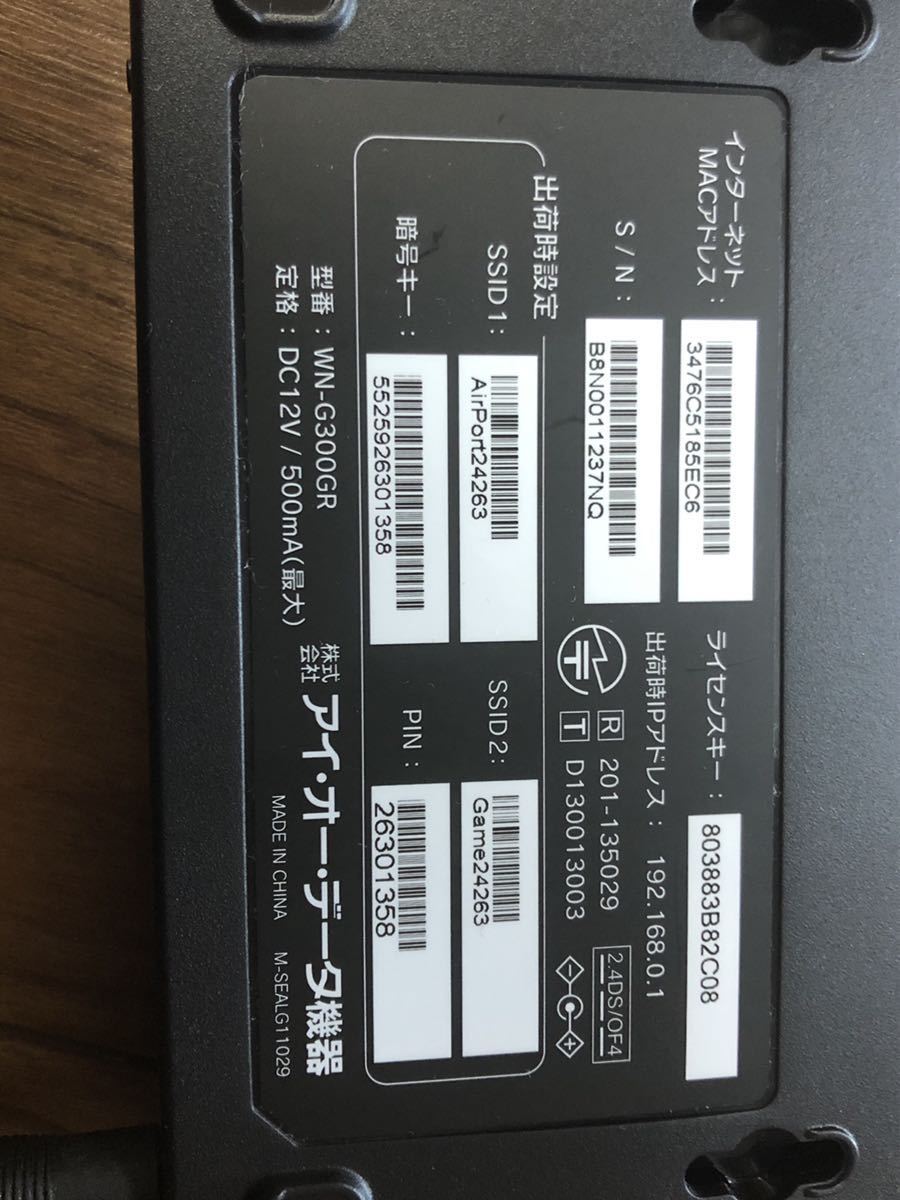 インターネット
MACアドレス：
3476C5185EC6
ライセンスキー：
803883B82C08
S/N：
B8N0011237NQ
出荷時IPアドレス：192.168.0.1
R 201-135029
T D130013003
2.4DS/OF4
出荷時設定
SSID1：
AirPort24263
SSID2：
Game24263
暗号キー：
5525926301358
PIN：
26301358
型番：WN-G300GR
定格：DC12V/500mA(最大)
株式会社 アイ・オー・データ機器
MADE IN CHINA M-SEALG11029